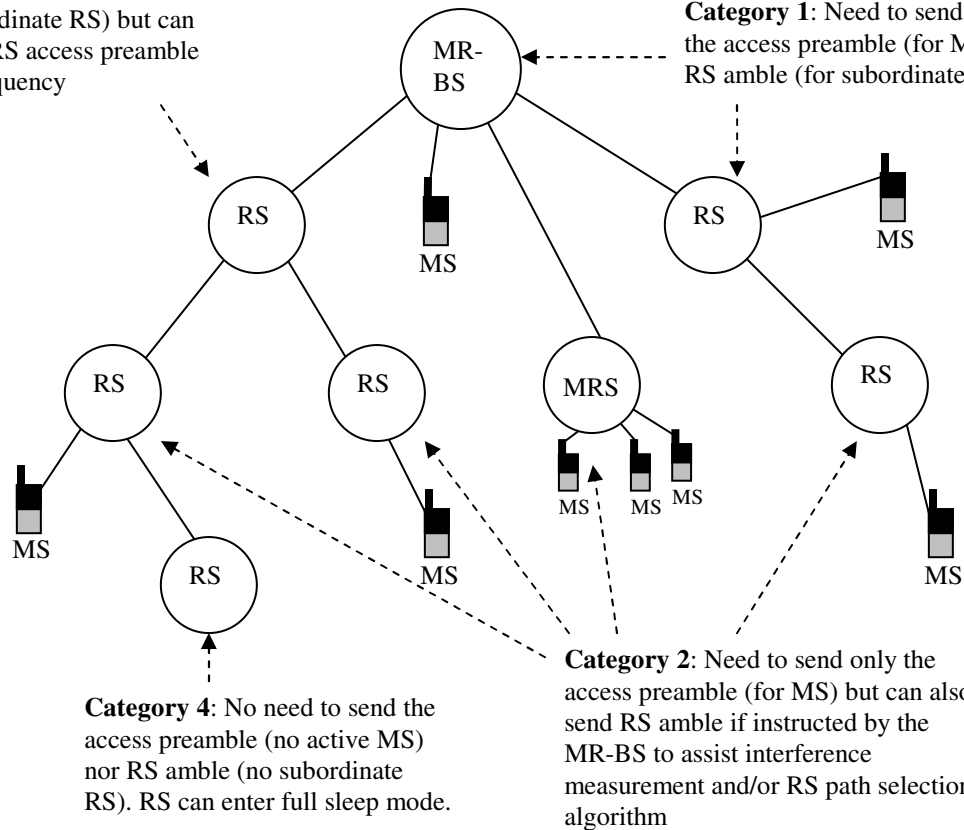 dinate RS) but can
RS access preamble
quency
Category 1: Need to send
the access preamble (for M
RS amble (for subordinate
MR-
BS
RS
MS
RS
MS
RS
RS
MRS
RS
MS
MS
MS
MS
MS
MS
RS
Category 2: Need to send only the
access preamble (for MS) but can also
send RS amble if instructed by the
MR-BS to assist interference
measurement and/or RS path selection
algorithm
Category 4: No need to send the
access preamble (no active MS)
nor RS amble (no subordinate
RS). RS can enter full sleep mode.